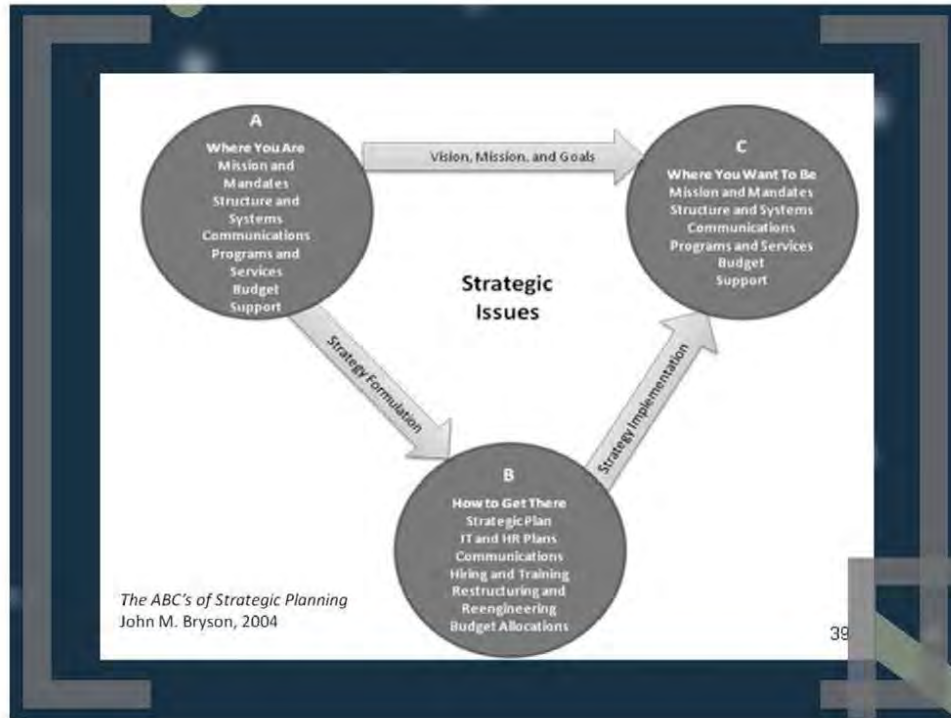 A
Where You Are
Mission and
Mandates
Structure and
Systems
Communications
Programs and
Services
Budget
Support
Vision, Mission, and Goals
C
Where You Want To Be
Mission and Mandates
Structure and Systems
Communications
Programs and Services
Budget
Support
Strategic
Issues
Strategy Formulation
Strategy Implementation
B
How to Get There
Strategic Plan
IT and HR Plans
Communications
Hiring and Training
Restructuring and
Reengineering
Budget Allocations
The ABC's of Strategic Planning
John M. Bryson, 2004
39